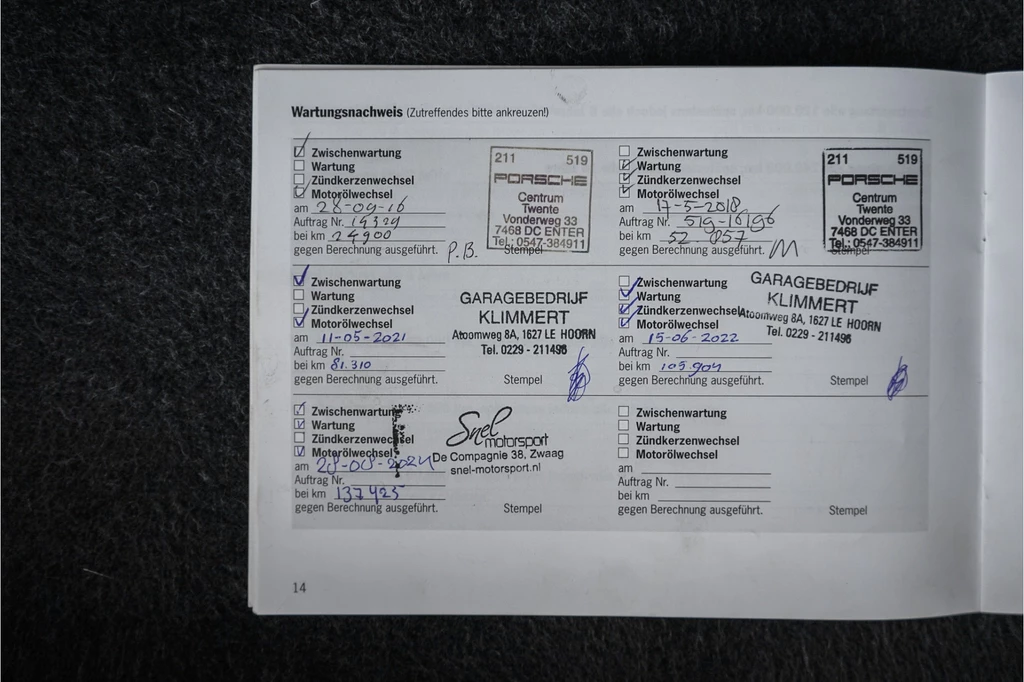 Wartungsnachweis (Zutreffendes bitte ankreuzen!)
Zwischenwartung
Wartung
Zündkerzenwechsel
Motorölwechsel
am 28-09-16
Auftrag Nr. 19329
bei km 24900
gegen Berechnung ausgeführt. P.B. Stempel
211 519
PORSCHE
Centrum
Twente
Vonderweg 33
7468 DC ENTER
Tel.: 0547-384911
Zwischenwartung
Wartung
Zündkerzenwechsel
Motorölwechsel
am 17-5-2018
Auftrag Nr. 519-16196
bei km 52 857
gegen Berechnung ausgeführt. Stempel
211 519
PORSCHE
Centrum
Twente
Vonderweg 33
7468 DC ENTER
Tel.: 0547-384911
Zwischenwartung
Wartung
Zündkerzenwechsel
Motorölwechsel
am 11-05-2021
Auftrag Nr.
bei km 81.310
gegen Berechnung ausgeführt. Stempel
GARAGEBEDRIJF
KLIMMERT
Atoomweg 8A, 1627 LE HOORN
Tel. 0229 - 211496
Zwischenwartung
Wartung
Zündkerzenwechsel
Motorölwechsel
am 15-06-2022
Auftrag Nr.
bei km 105.904
gegen Berechnung ausgeführt. Stempel
GARAGEBEDRIJF
KLIMMERT
Atoomweg 8A, 1627 LE HOORN
Tel. 0229 - 211496
Zwischenwartung
Wartung
Zündkerzenwechsel
Motorölwechsel
am 28-08-2024
Auftrag Nr.
bei km 137425
gegen Berechnung ausgeführt. Stempel
Snel
motorsport
De Compagnie 38, Zwaag
snel-motorsport.nl
Zwischenwartung
Wartung
Zündkerzenwechsel
Motorölwechsel
am
Auftrag Nr.
bei km
gegen Berechnung ausgeführt. Stempel
14